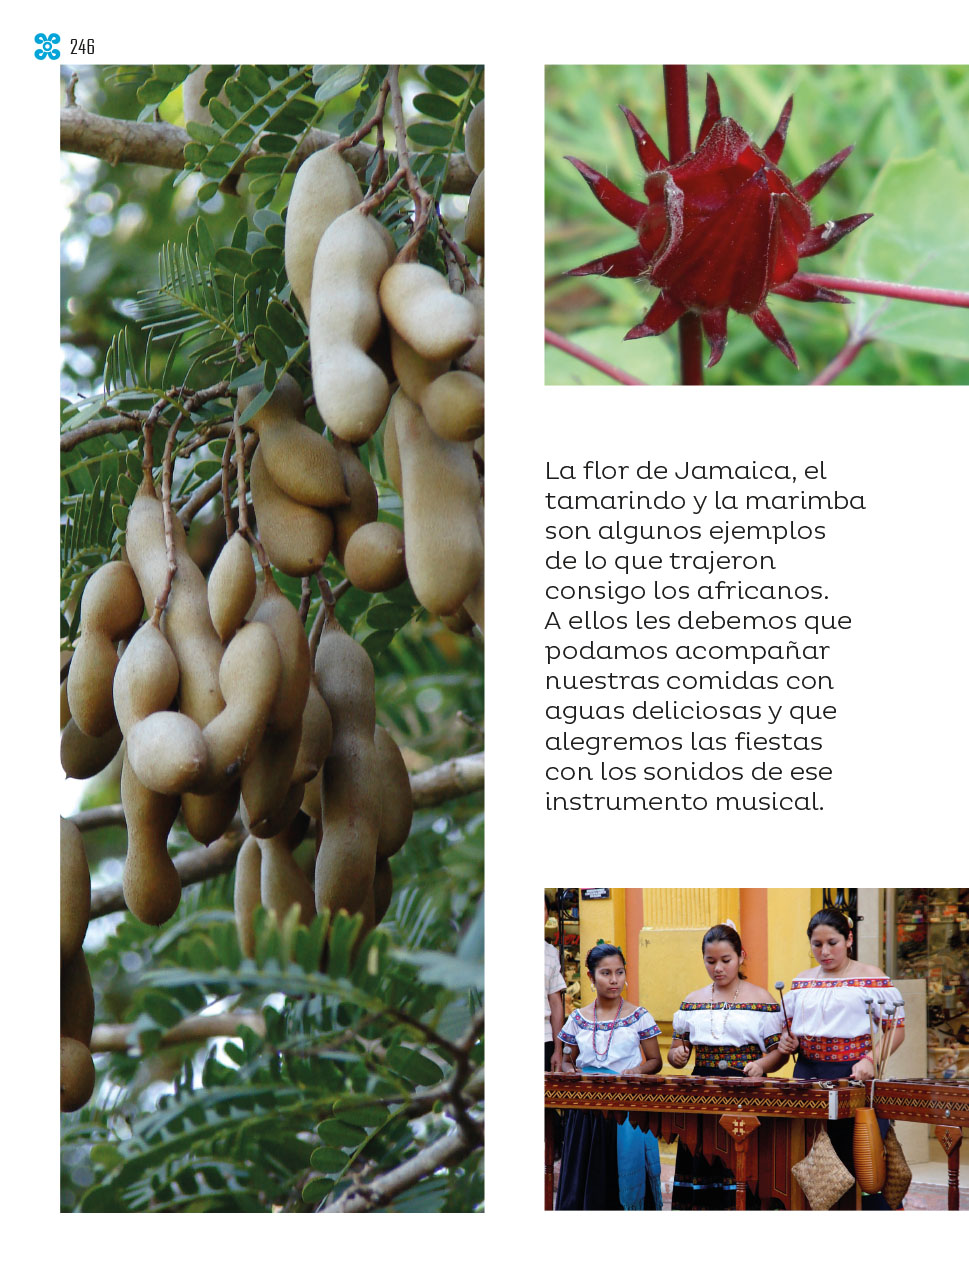 246
La flor de Jamaica, el
tamarindo y la marimba
son algunos ejemplos
de lo que trajeron
consigo los africanos.
A ellos les debemos que
podamos acompañar
nuestras comidas con
aguas deliciosas y que
alegremos las fiestas
con los sonidos de ese
instrumento musical.